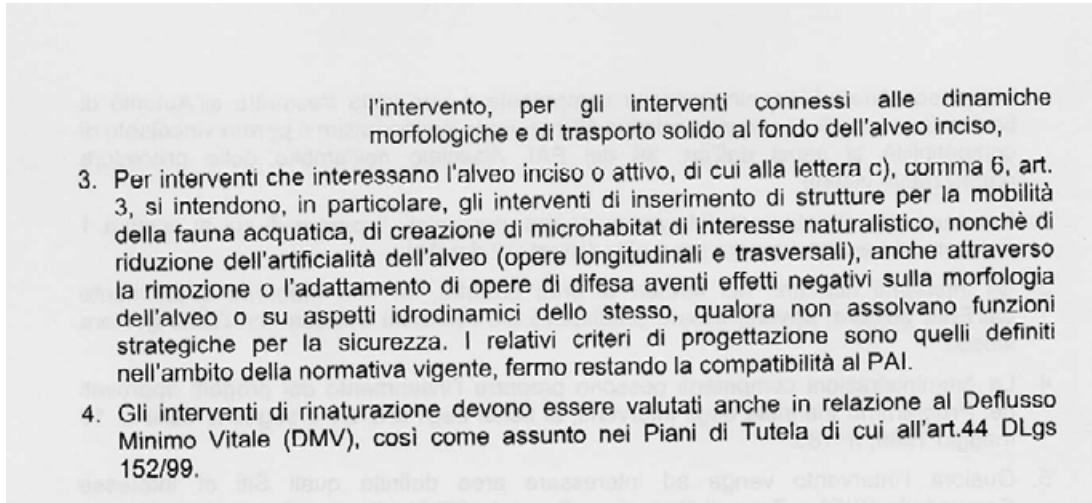 l'intervento, per gli interventi connessi alle dinamiche
morfologiche e di trasporto solido al fondo dell'alveo inciso,
3. Per interventi che interessano l'alveo inciso o attivo, di cui alla lettera c), comma 6, art.
3, si intendono, in particolare, gli interventi di inserimento di strutture per la mobilità
della fauna acquatica, di creazione di microhabitat di interesse naturalistico, nonchè di
riduzione dell'artificialità dell'alveo (opere longitudinali e trasversali), anche attraverso
la rimozione o l'adattamento di opere di difesa aventi effetti negativi sulla morfologia
dell'alveo o su aspetti idrodinamici dello stesso, qualora non assolvano funzioni
strategiche per la sicurezza. I relativi criteri di progettazione sono quelli definiti
nell'ambito della normativa vigente, fermo restando la compatibilità al PAI.
4. Gli interventi di rinaturazione devono essere valutati anche in relazione al Deflusso
Minimo Vitale (DMV), così come assunto nei Piani di Tutela di cui all'art.44 DLgs
152/99.